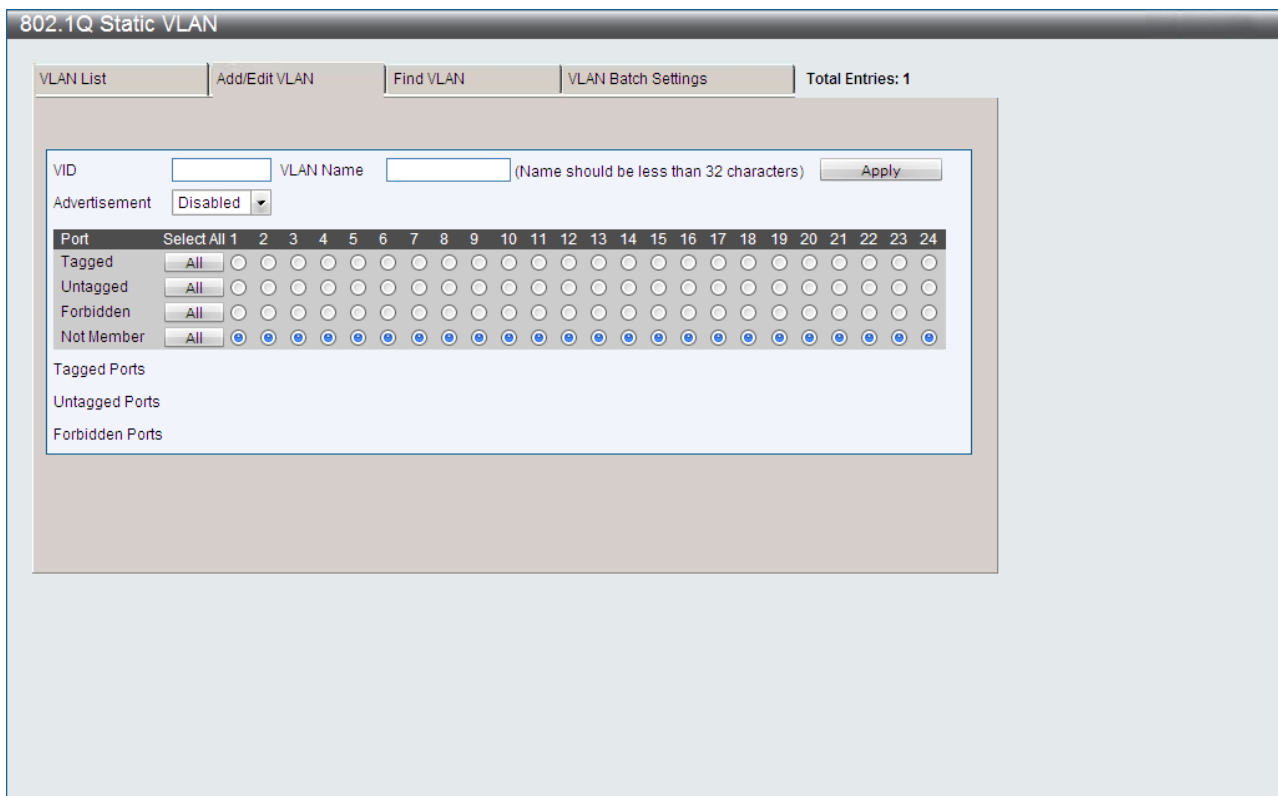 802.1Q Static VLAN
VLAN List Add/Edit VLAN Find VLAN VLAN Batch Settings Total Entries: 1
VID VLAN Name (Name should be less than 32 characters) Apply
Advertisement Disabled
Port Select All 1 2 3 4 5 6 7 8 9 10 11 12 13 14 15 16 17 18 19 20 21 22 23 24
Tagged All
Untagged All
Forbidden All
Not Member All
Tagged Ports
Untagged Ports
Forbidden Ports